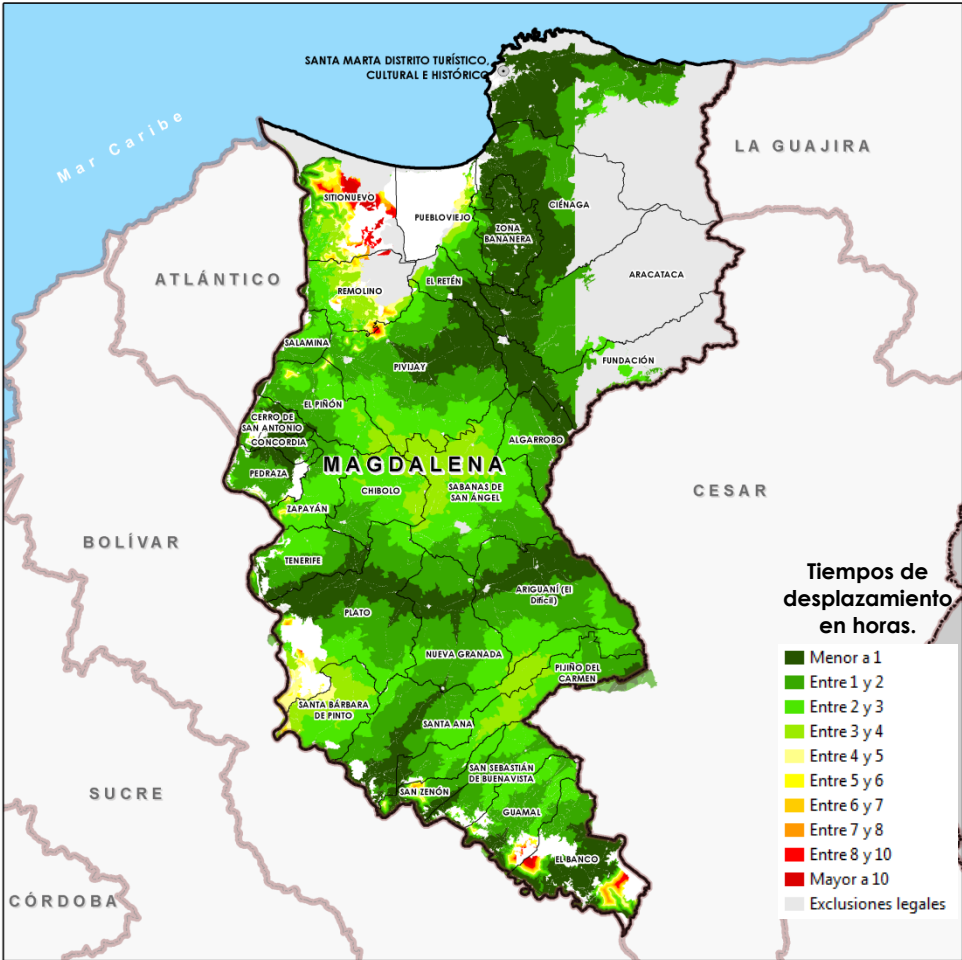 SANTA MARTA DISTRITO TURÍSTICO,
CULTURAL E HISTÓRICO
Mar Caribe
LA GUAJIRA
SITIONUEVO
PUEBLOVIEJO
CIÉNAGA
ZONA
BANANERA
ATLÁNTICO
ARACATACA
REMOLINO
EL RETÉN
SALAMINA
FUNDACIÓN
PIVIJAY
EL PIÑÓN
CERRO DE
SAN ANTONIO
CONCORDIA
ALGARROBO
MAGDALENA
PEDRAZA
CHIBOLO
SABANAS DE
SAN ÁNGEL
CESAR
ZAPAYÁN
BOLÍVAR
TENERIFE
ARIGUANÍ (El
Difícil)
PLATO
NUEVA GRANADA
PIJIÑO DEL
CARMEN
SANTA BÁRBARA
DE PINTO
SANTA ANA
SAN SEBASTIÁN
DE BUENAVISTA
SUCRE
SAN ZENÓN
GUAMAL
EL BANCO
CÓRDOBA
Tiempos de
desplazamiento
en horas.
Menor a 1
Entre 1 y 2
Entre 2 y 3
Entre 3 y 4
Entre 4 y 5
Entre 5 y 6
Entre 6 y 7
Entre 7 y 8
Entre 8 y 10
Mayor a 10
Exclusiones legales